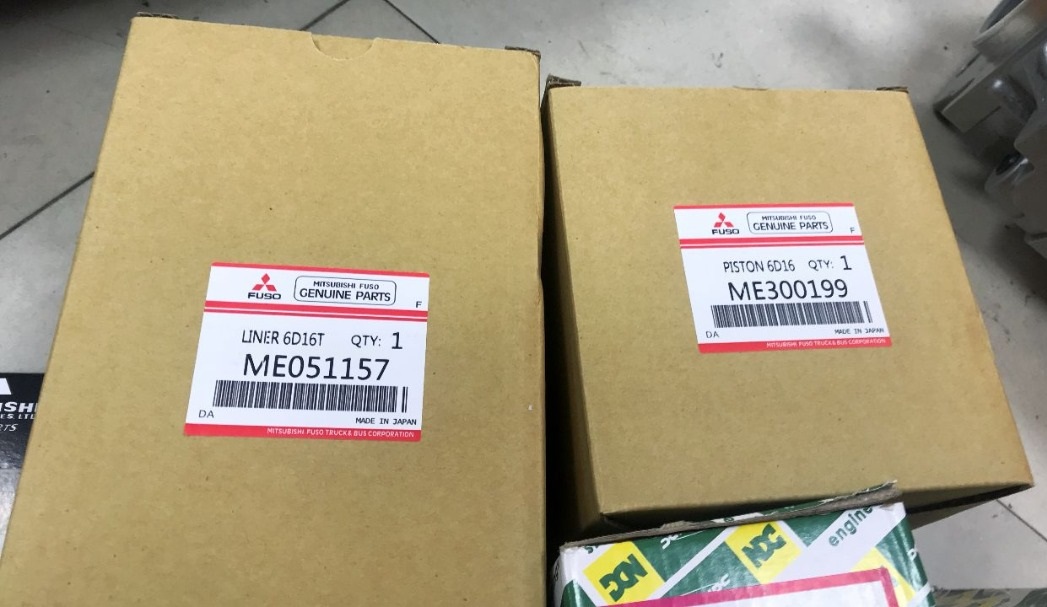 FUSO
MITSUBISHI FUSO
GENUINE PARTS
F
LINER 6D16T QTY: 1
ME051157
DA
MADE IN JAPAN
MITSUBISHI FUSO TRUCK & BUS CORPORATION
FUSO
MITSUBISHI FUSO
GENUINE PARTS
F
PISTON 6D16 QTY: 1
ME300199
DA
MADE IN JAPAN
MITSUBISHI FUSO TRUCK & BUS CORPORATION
NDC
NDC
engine